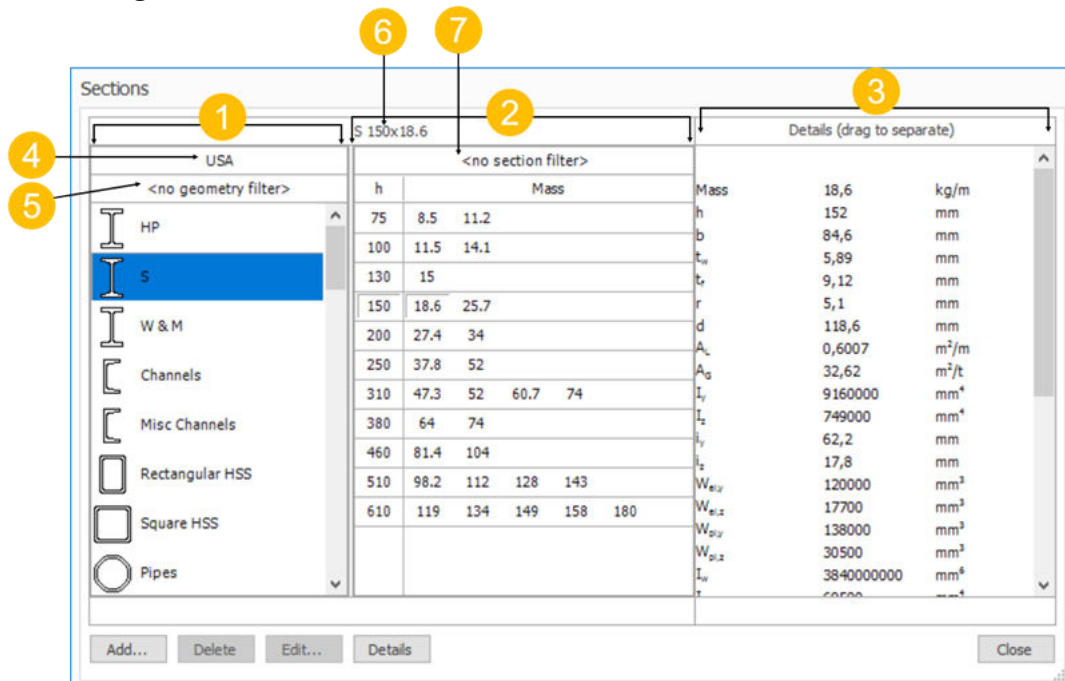 6 7
Sections
1 2 3
S 150x18.6
Details (drag to separate)
4 USA
<no section filter>
5 <no geometry filter>
h Mass
HP
S
W & M
Channels
Misc Channels
Rectangular HSS
Square HSS
Pipes
75 8.5 11.2
100 11.5 14.1
130 15
150 18.6 25.7
200 27.4 34
250 37.8 52
310 47.3 52 60.7 74
380 64 74
460 81.4 104
510 98.2 112 128 143
610 119 134 149 158 180
Mass 18,6 kg/m
h 152 mm
b 84,6 mm
tw 5,89 mm
tf 9,12 mm
r 5,1 mm
d 118,6 mm
AL 0,6007 m²/m
AG 32,62 m²/t
Iy 9160000 mm⁴
Iz 749000 mm⁴
iy 62,2 mm
iz 17,8 mm
Wel,y 120000 mm³
Wel,z 17700 mm³
Wpl,y 138000 mm³
Wpl,z 30500 mm³
Iw 3840000000 mm⁶
Add... Delete Edit... Details Close